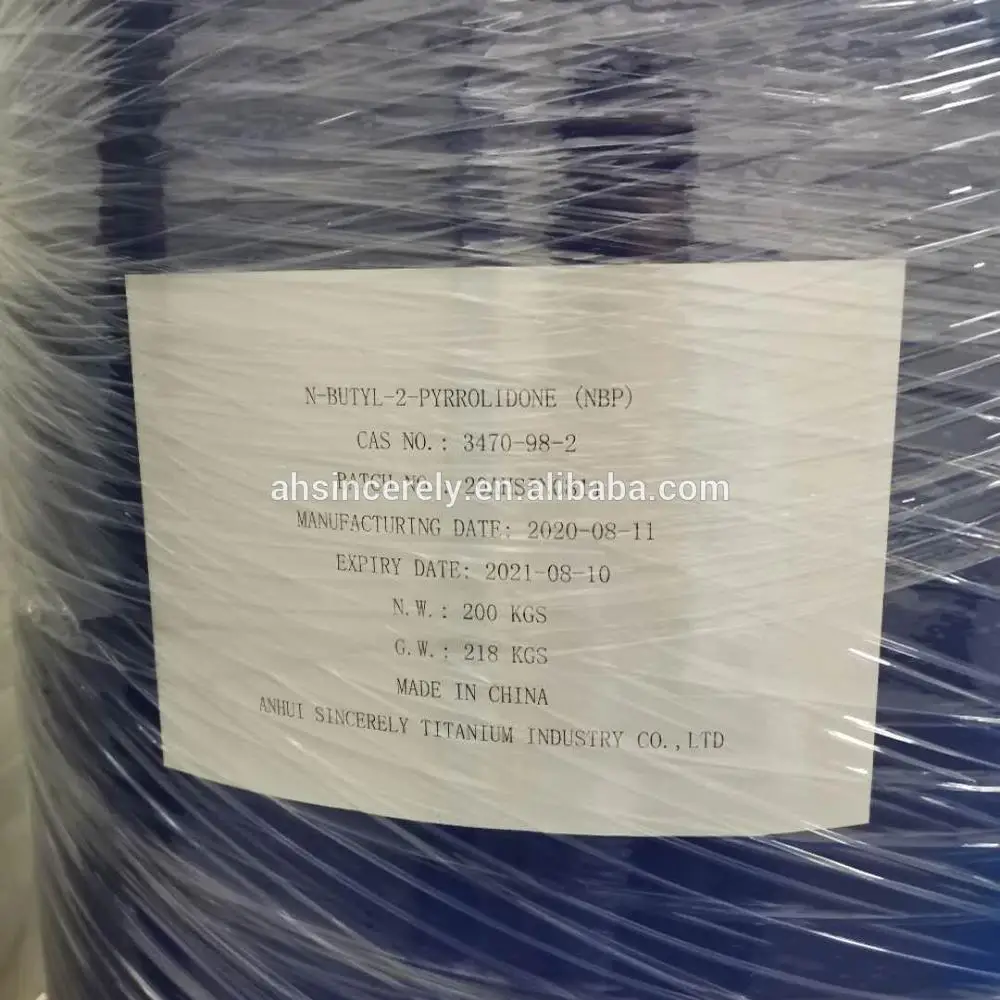 N-BUTYL-2-PYRROLIDONE (NBP)
CAS NO.: 3470-98-2
ahsincerely.en.alibaba.com
MANUFACTURING DATE: 2020-08-11
EXPIRY DATE: 2021-08-10
N.W.: 200 KGS
G.W.: 218 KGS
MADE IN CHINA
ANHUI SINCERELY TITANIUM INDUSTRY CO.,LTD